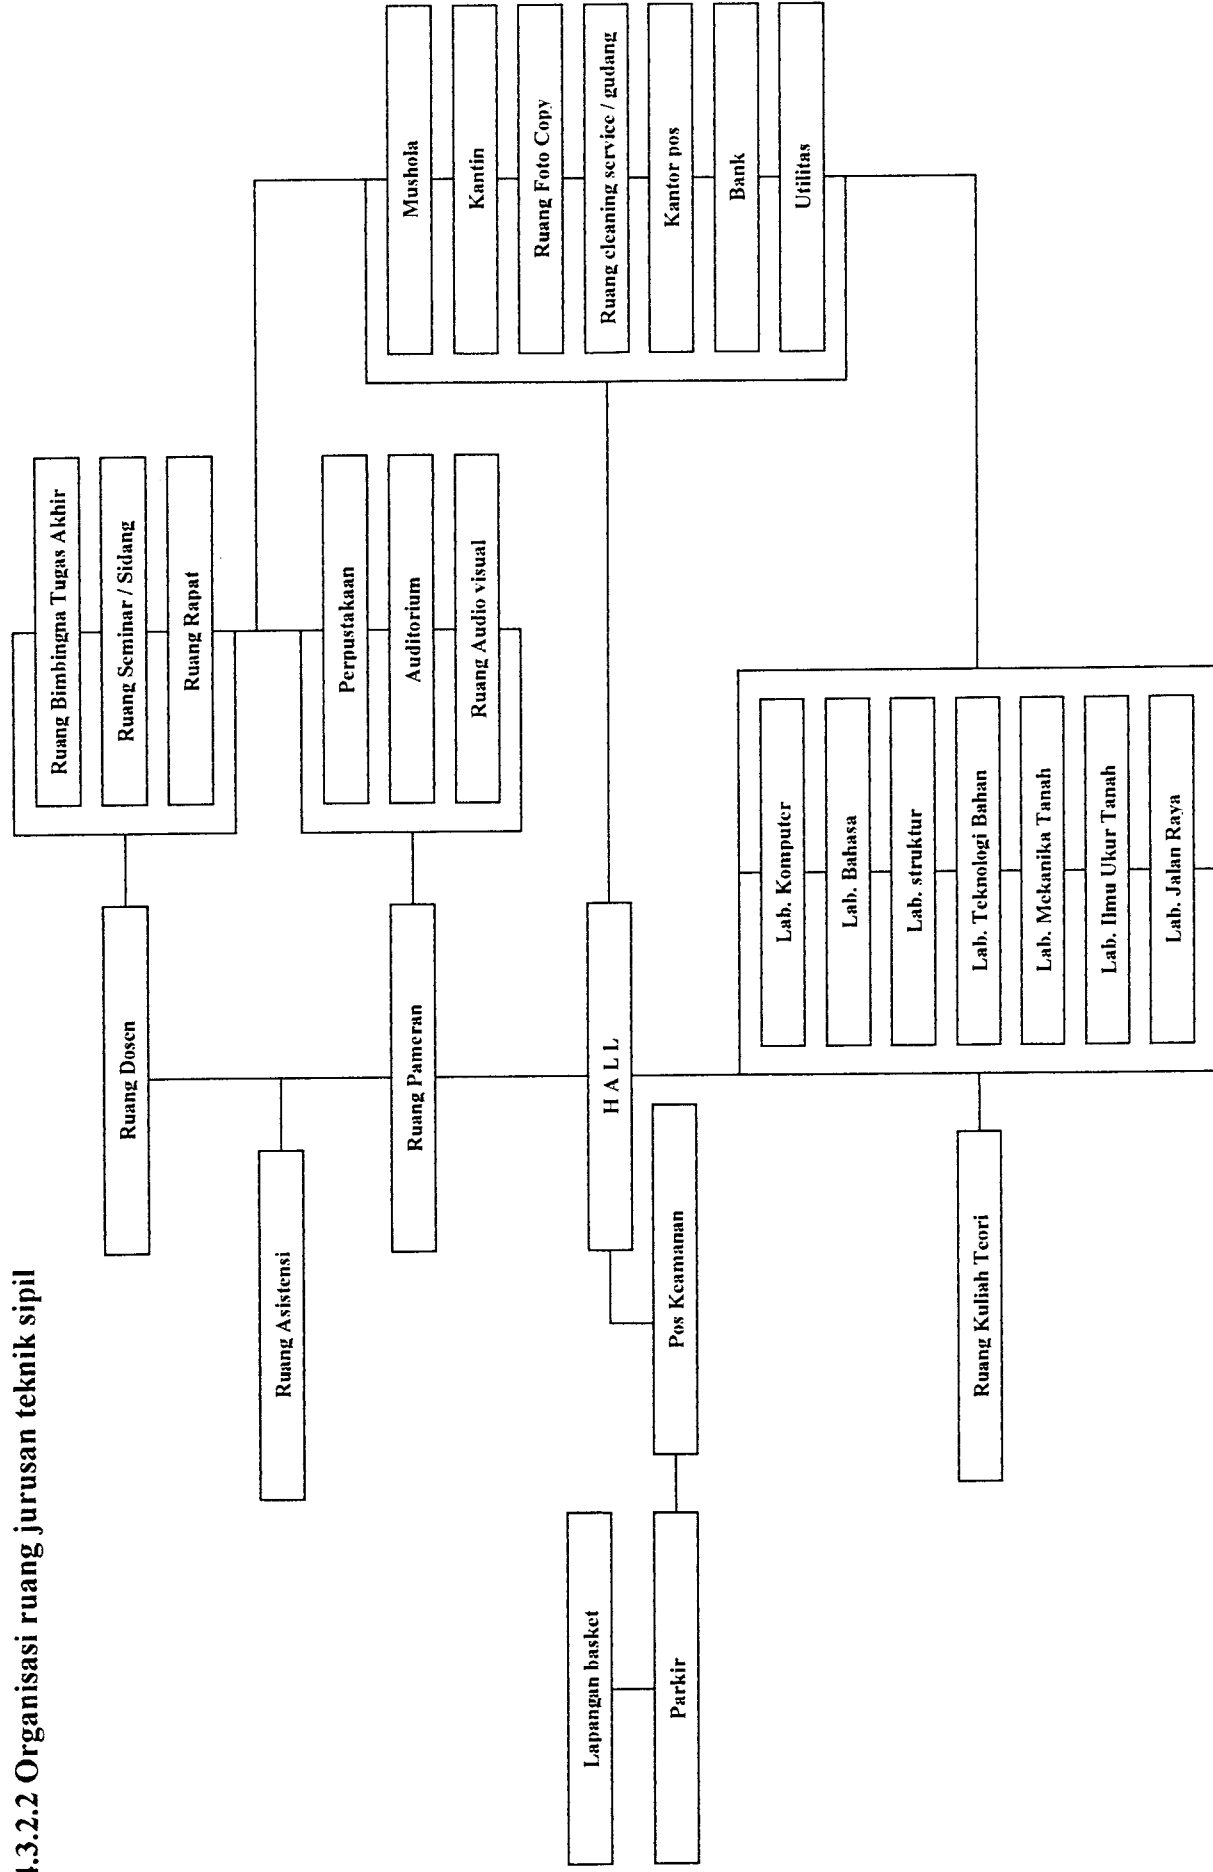 4.3.2.2 Organisasi ruang jurusan teknik sipil
Lapangan basket
Parkir
Ruang Asistensi
Pos Keamanan
Ruang Kuliah Teori
Ruang Dosen
Ruang Pameran
H A L L
Ruang Bimbingna Tugas Akhir
Ruang Seminar / Sidang
Ruang Rapat
Perpustakaan
Auditorium
Ruang Audio visual
Lab. Komputer
Lab. Bahasa
Lab. struktur
Lab. Teknologi Bahan
Lab. Mekanika Tanah
Lab. Ilmu Ukur Tanah
Lab. Jalan Raya
Mushola
Kantin
Ruang Foto Copy
Ruang cleaning service / gudang
Kantor pos
Bank
Utilitas